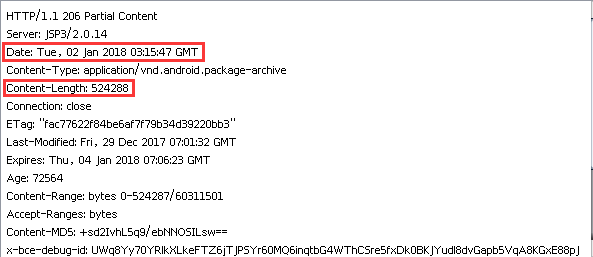 HTTP/1.1 206 Partial Content
Server: JSP3/2.0.14
Date: Tue, 02 Jan 2018 03:15:47 GMT
Content-Type: application/vnd.android.package-archive
Content-Length: 524288
Connection: close
ETag: "fac77622f84be6af7f79b34d39220bb3"
Last-Modified: Fri, 29 Dec 2017 07:01:32 GMT
Expires: Thu, 04 Jan 2018 07:06:23 GMT
Age: 72564
Content-Range: bytes 0-524287/60311501
Accept-Ranges: bytes
Content-MD5: +sd2IvhL5q9/ebNNOSILsw==
x-bce-debug-id: